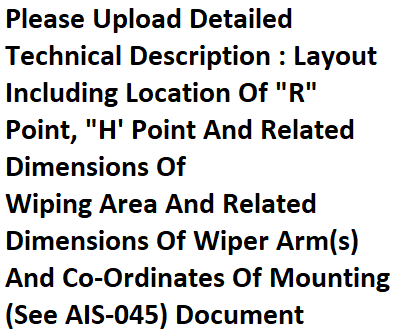 Please Upload Detailed
Technical Description : Layout
Including Location Of "R"
Point, "H' Point And Related
Dimensions Of
Wiping Area And Related
Dimensions Of Wiper Arm(s)
And Co-Ordinates Of Mounting
(See AIS-045) Document